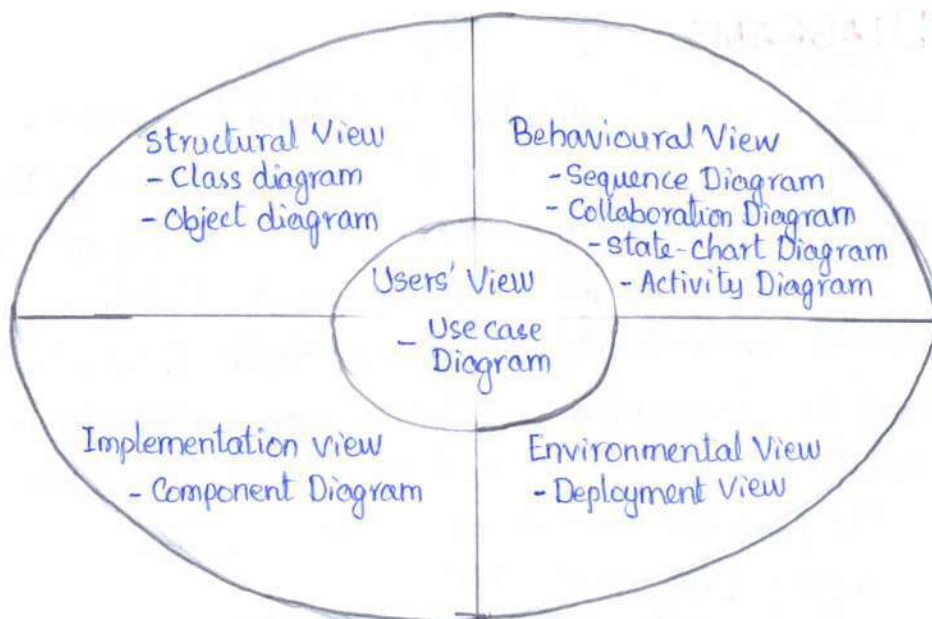 Structural View
- Class diagram
- Object diagram
Behavioural View
- Sequence Diagram
- Collaboration Diagram
- State-chart Diagram
- Activity Diagram
Users' View
- Use case
Diagram
Implementation view
- Component Diagram
Environmental View
- Deployment View